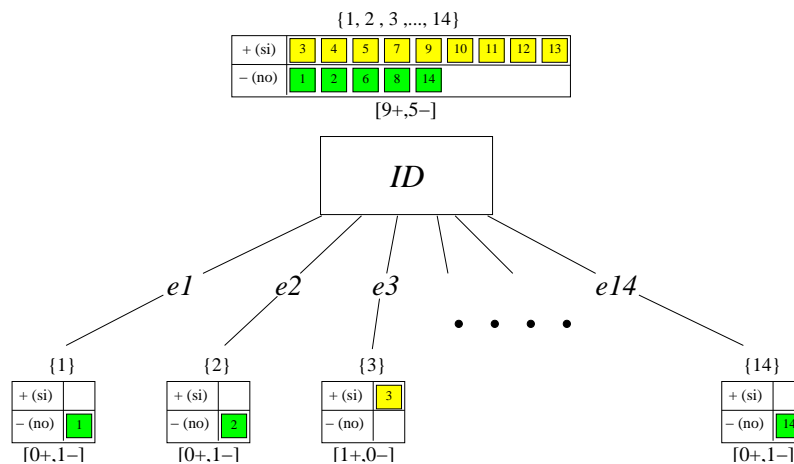 {1, 2 , 3 ,..., 14}
+ (si) 3 4 5 7 9 10 11 12 13
− (no) 1 2 6 8 14
[9+,5−]
ID
e1 e2 e3 e14
{1} {2} {3} {14}
+ (si) + (si) + (si) 3 + (si)
− (no) 1 − (no) 2 − (no) − (no) 14
[0+,1−] [0+,1−] [1+,0−] [0+,1−]